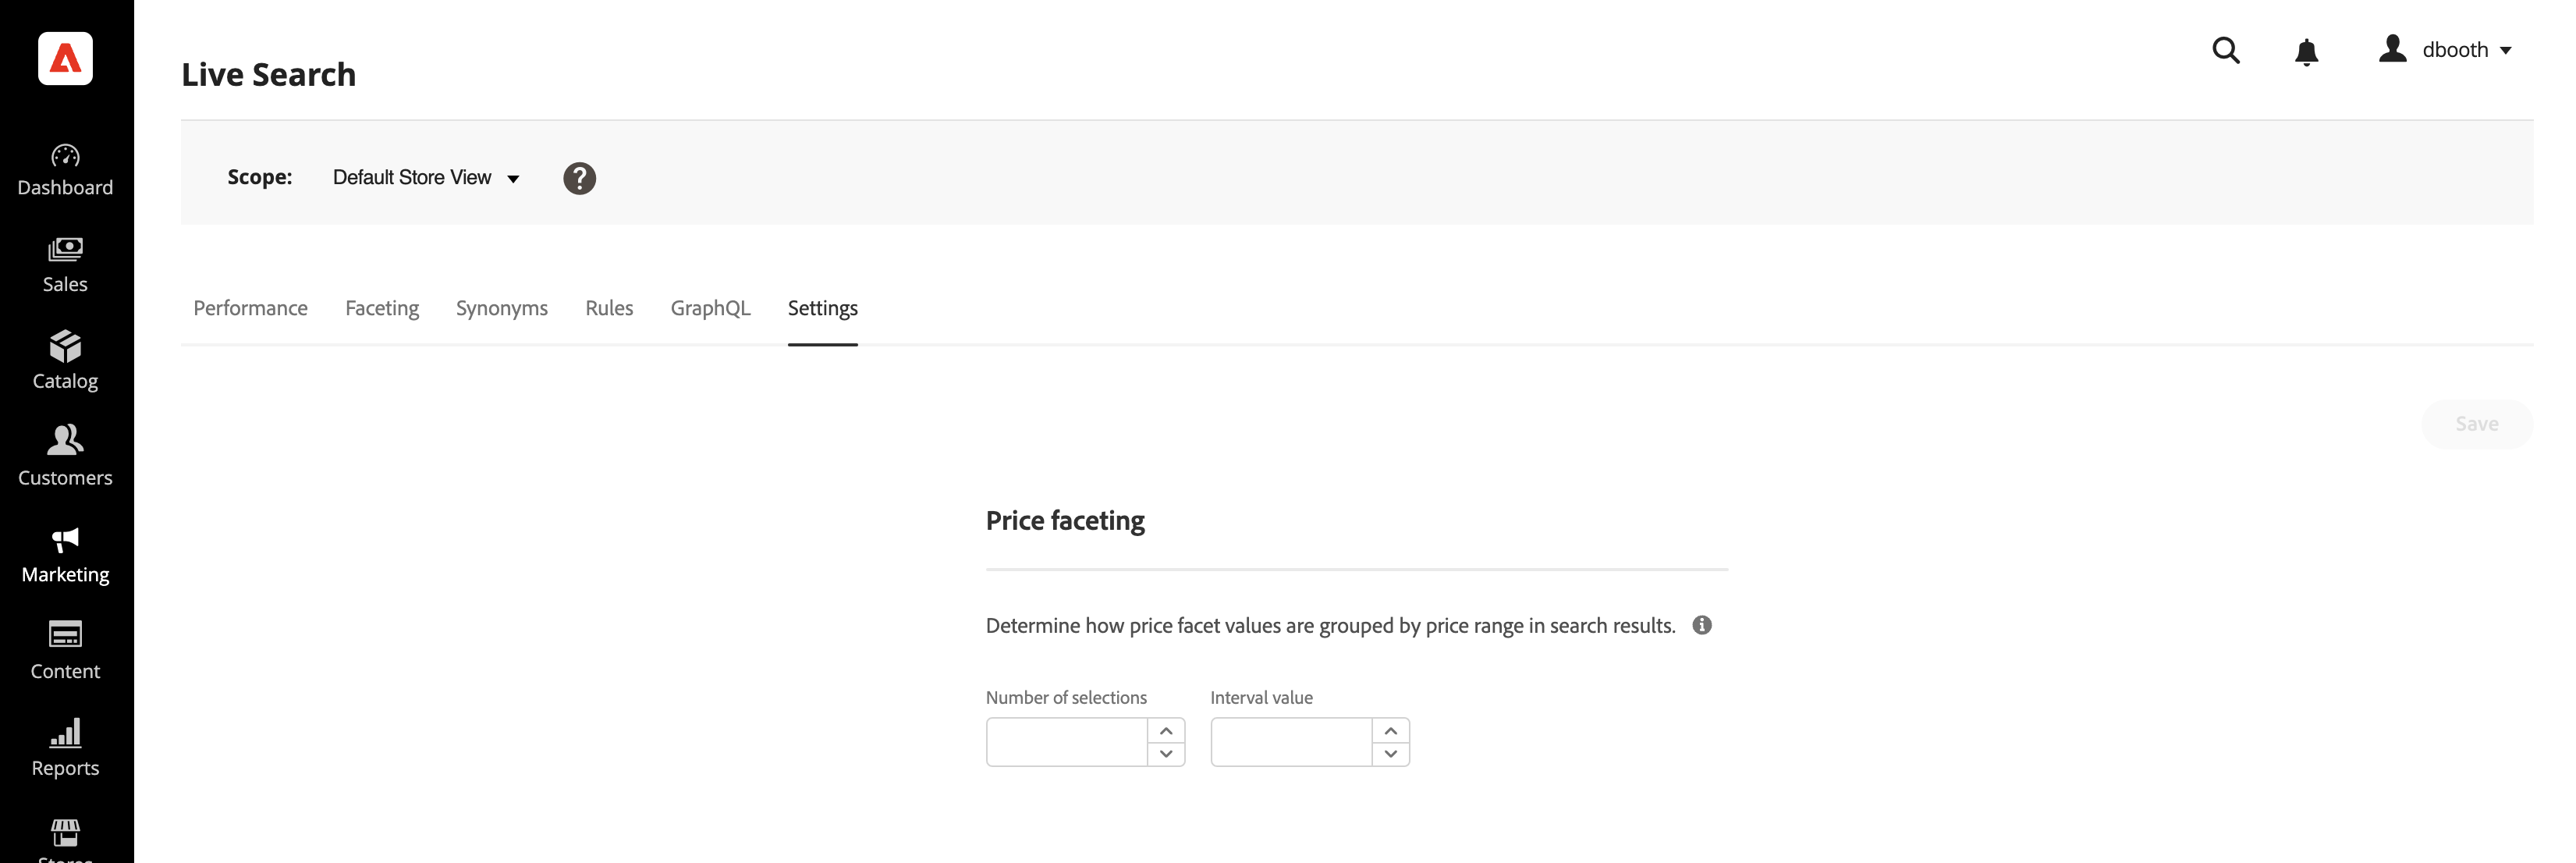 Live Search
dbooth
Scope: Default Store View ?
Dashboard
Sales
Catalog
Customers
Marketing
Content
Reports
Stores
Performance Faceting Synonyms Rules GraphQL Settings
Save
Price faceting
Determine how price facet values are grouped by price range in search results.
Number of selections Interval value